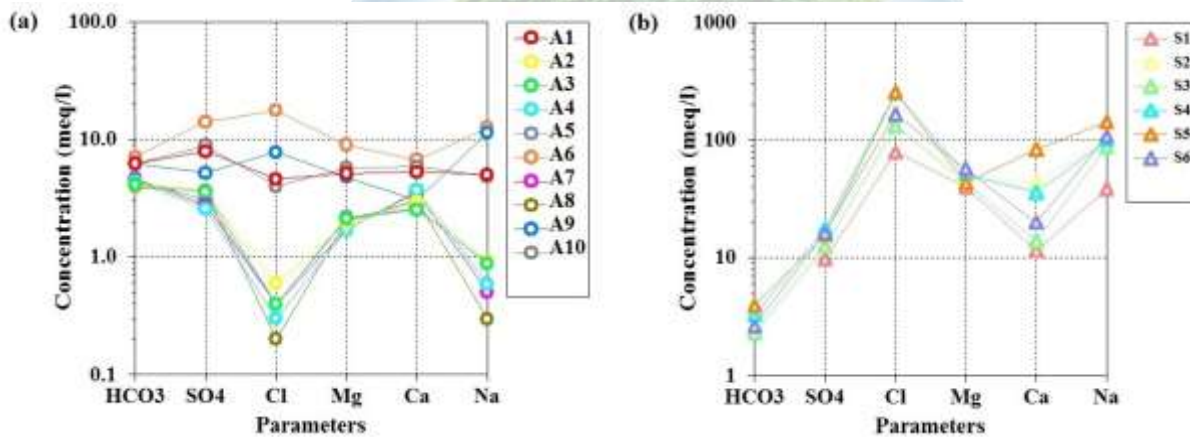 (a)
Concentration (meq/l)
100.0
10.0
1.0
0.1
HCO3 SO4 Cl Mg Ca Na
Parameters
A1
A2
A3
A4
A5
A6
A7
A8
A9
A10
(b)
Concentration (meq/l)
1000
100
10
1
HCO3 SO4 Cl Mg Ca Na
Parameters
S1
S2
S3
S4
S5
S6